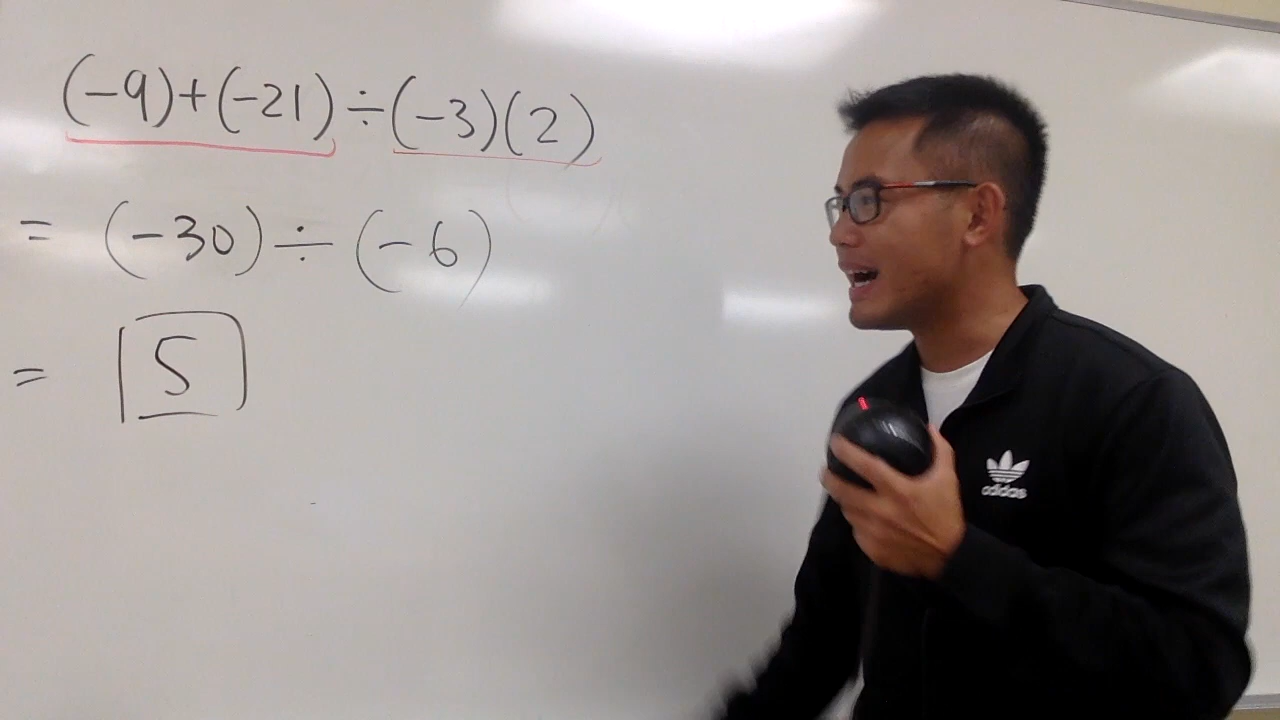 (-9)+(-21)÷(-3)(2)
= (-30)÷(-6)
= 5
adidas